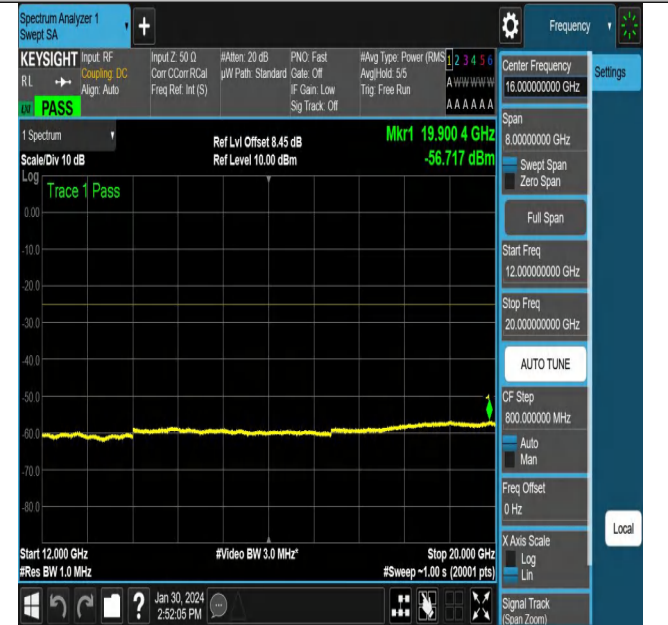 Spectrum Analyzer 1
Swept SA
+
Frequency
KEYSIGHT
RL
LXI PASS
Input: RF
Coupling: DC
Align: Auto
Input Z: 50 Ω
Corr CCorr RCal
Freq Ref: Int (S)
#Atten: 20 dB
µW Path: Standard
PNO: Fast
Gate: Off
IF Gain: Low
Sig Track: Off
#Avg Type: Power (RMS
Avg|Hold: 5/5
Trig: Free Run
1 2 3 4 5 6
A W W W W W
A A A A A A
1 Spectrum
Scale/Div 10 dB
Log
Ref Lvl Offset 8.45 dB
Ref Level 10.00 dBm
Mkr1 19.900 4 GHz
-56.717 dBm
Trace 1 Pass
0.00
-10.0
-20.0
-30.0
-40.0
-50.0
-60.0
-70.0
-80.0
1
Start 12.000 GHz
#Res BW 1.0 MHz
#Video BW 3.0 MHz*
Stop 20.000 GHz
#Sweep ~1.00 s (20001 pts)
Center Frequency
16.000000000 GHz
Settings
Span
8.00000000 GHz
Swept Span
Zero Span
Full Span
Start Freq
12.000000000 GHz
Stop Freq
20.000000000 GHz
AUTO TUNE
CF Step
800.000000 MHz
Auto
Man
Freq Offset
0 Hz
X Axis Scale
Log
Lin
Local
Signal Track
(Span Zoom)
?
Jan 30, 2024
2:52:05 PM